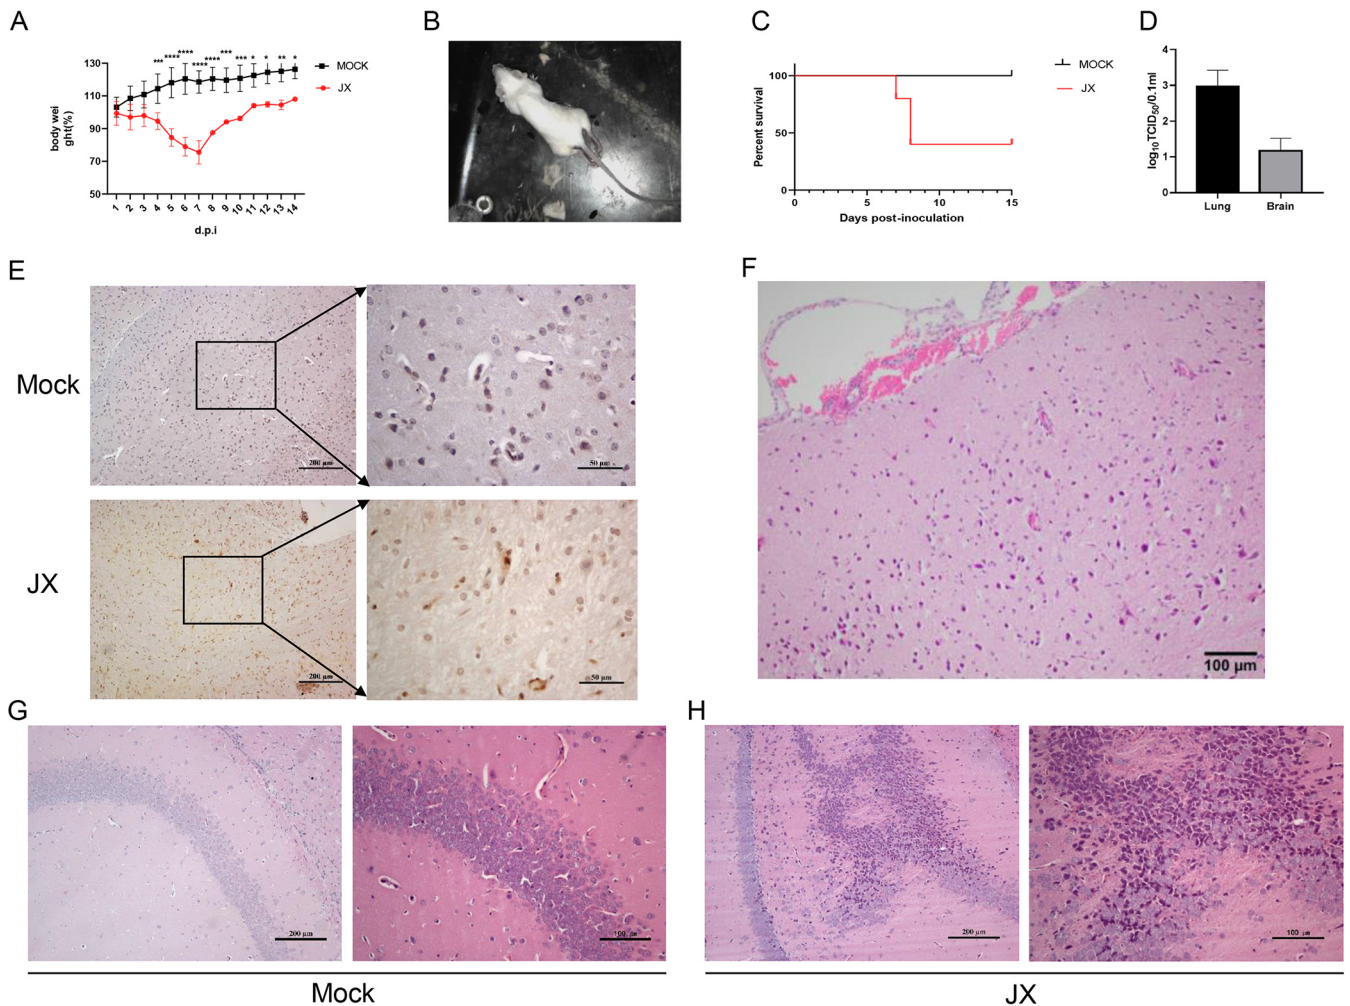 A
*** **** **** **** **** *** *** * * ** *
130
110
90
70
50
body wei
ght(%)
1 2 3 4 5 6 7 8 9 10 11 12 13 14
d.p.i
MOCK
JX
B
C
100
50
0
Percent survival
0 5 10 15
Days post-inoculation
MOCK
JX
D
4
3
2
1
0
log10TCID50/0.1ml
Lung Brain
E
Mock
200 μm
50 μm
JX
200 μm
50 μm
F
100 μm
G
200 μm
100 μm
Mock
H
200 μm
100 μm
JX